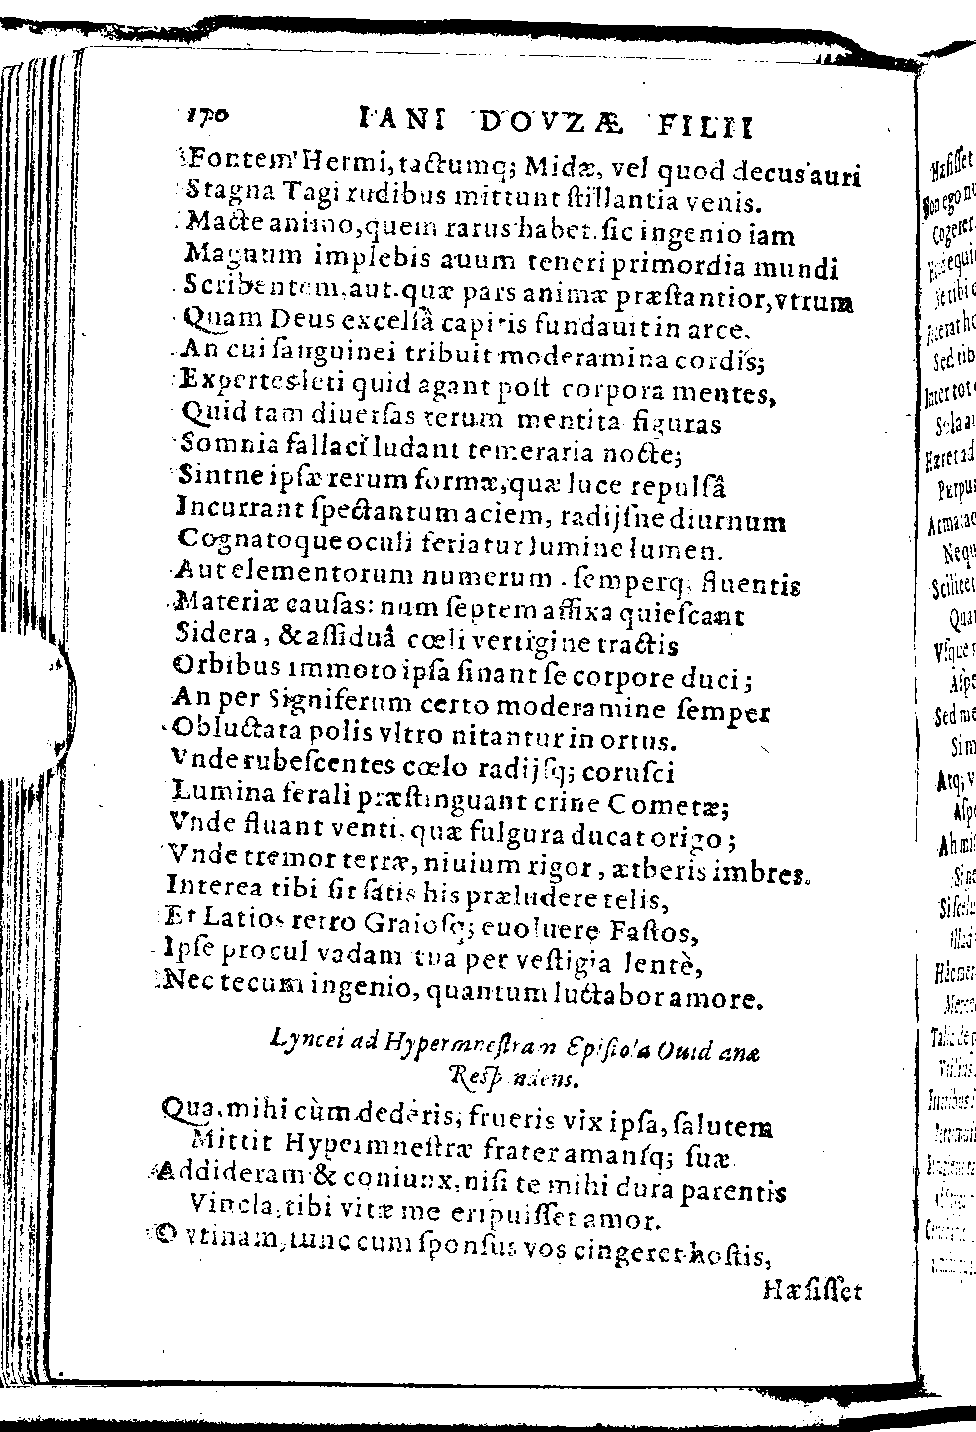 170 IANI DOVZÆ FILII
Fontem Hermi, tactumq; Midæ, vel quod decus auri
Stagna Tagi rudibus mittunt ſtillantia venis.
Macte animo, quem rarus habet. ſic ingenio iam
Magnum implebis auum teneri primordia mundi
Scribentem, aut quæ pars animæ præſtantior, vtrum
Quam Deus excelſâ capitis fundauit in arce.
An cui ſanguinei tribuit moderamina cordis;
Expertes leti quid agant poſt corpora mentes,
Quid tam diuerſas rerum mentita figuras
Somnia fallaci ludant temeraria nocte;
Sintne ipſæ rerum formæ, quæ luce repulſâ
Incurrant ſpectantum aciem, radijſne diurnum
Cognatoque oculi feriatur lumine lumen.
Aut elementorum numerum. ſemperq; fluentis
Materiæ cauſas: num ſeptem affixa quieſcant
Sidera, & aſſiduâ cœli vertigine tractis
Orbibus immoto ipſa ſinant ſe corpore duci;
An per Signiferum certo moderamine ſemper
Obluctata polis vltro nitantur in ortus.
Vnde rubeſcentes cœlo radijſq; coruſci
Lumina ferali præſtinguant crine Cometæ;
Vnde fluant venti, quæ fulgura ducat origo;
Vnde tremor terræ, niuium rigor, ætheris imbres.
Interea tibi ſit ſatis his præludere telis,
Et Latios retro Graioſq; euoluere Faſtos,
Ipſe procul vadam tua per veſtigia lentè,
Nec tecum ingenio, quantum luctabor amore.
Lyncei ad Hypermneſtram Epiſtola Ouidianæ
Reſpondens.
Qua, mihi cùm dederis, frueris vix ipſa, ſalutem
Mittit Hypermneſtræ frater amanſq; ſuæ
Addideram & coniunx, niſi te mihi dura parentis
Vincla, tibi vitæ me eripuiſſet amor.
O vtinam, tunc cum ſponſus vos cingeret hoſtis,
Hæſiſſet